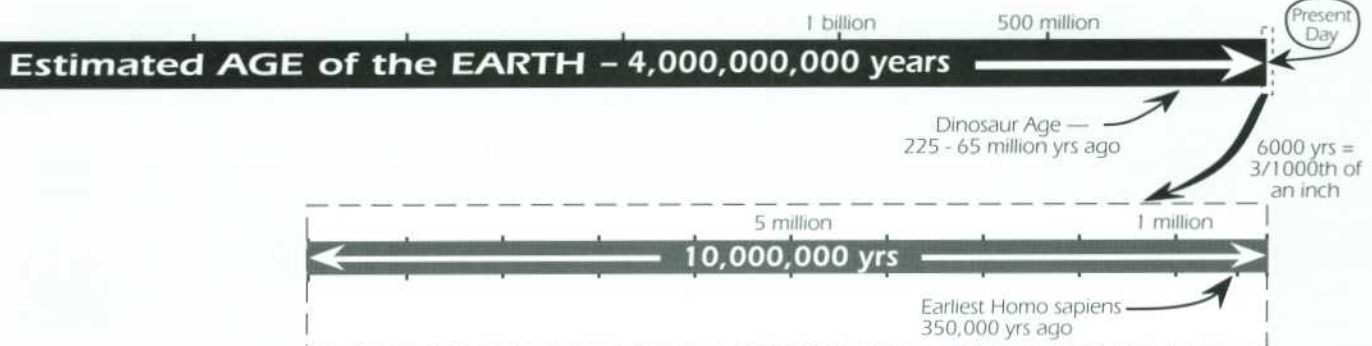 1 billion
500 million
Present
Day
Estimated AGE of the EARTH – 4,000,000,000 years
Dinosaur Age —
225 - 65 million yrs ago
6000 yrs =
3/1000th of
an inch
5 million
1 million
10,000,000 yrs
Earliest Homo sapiens
350,000 yrs ago